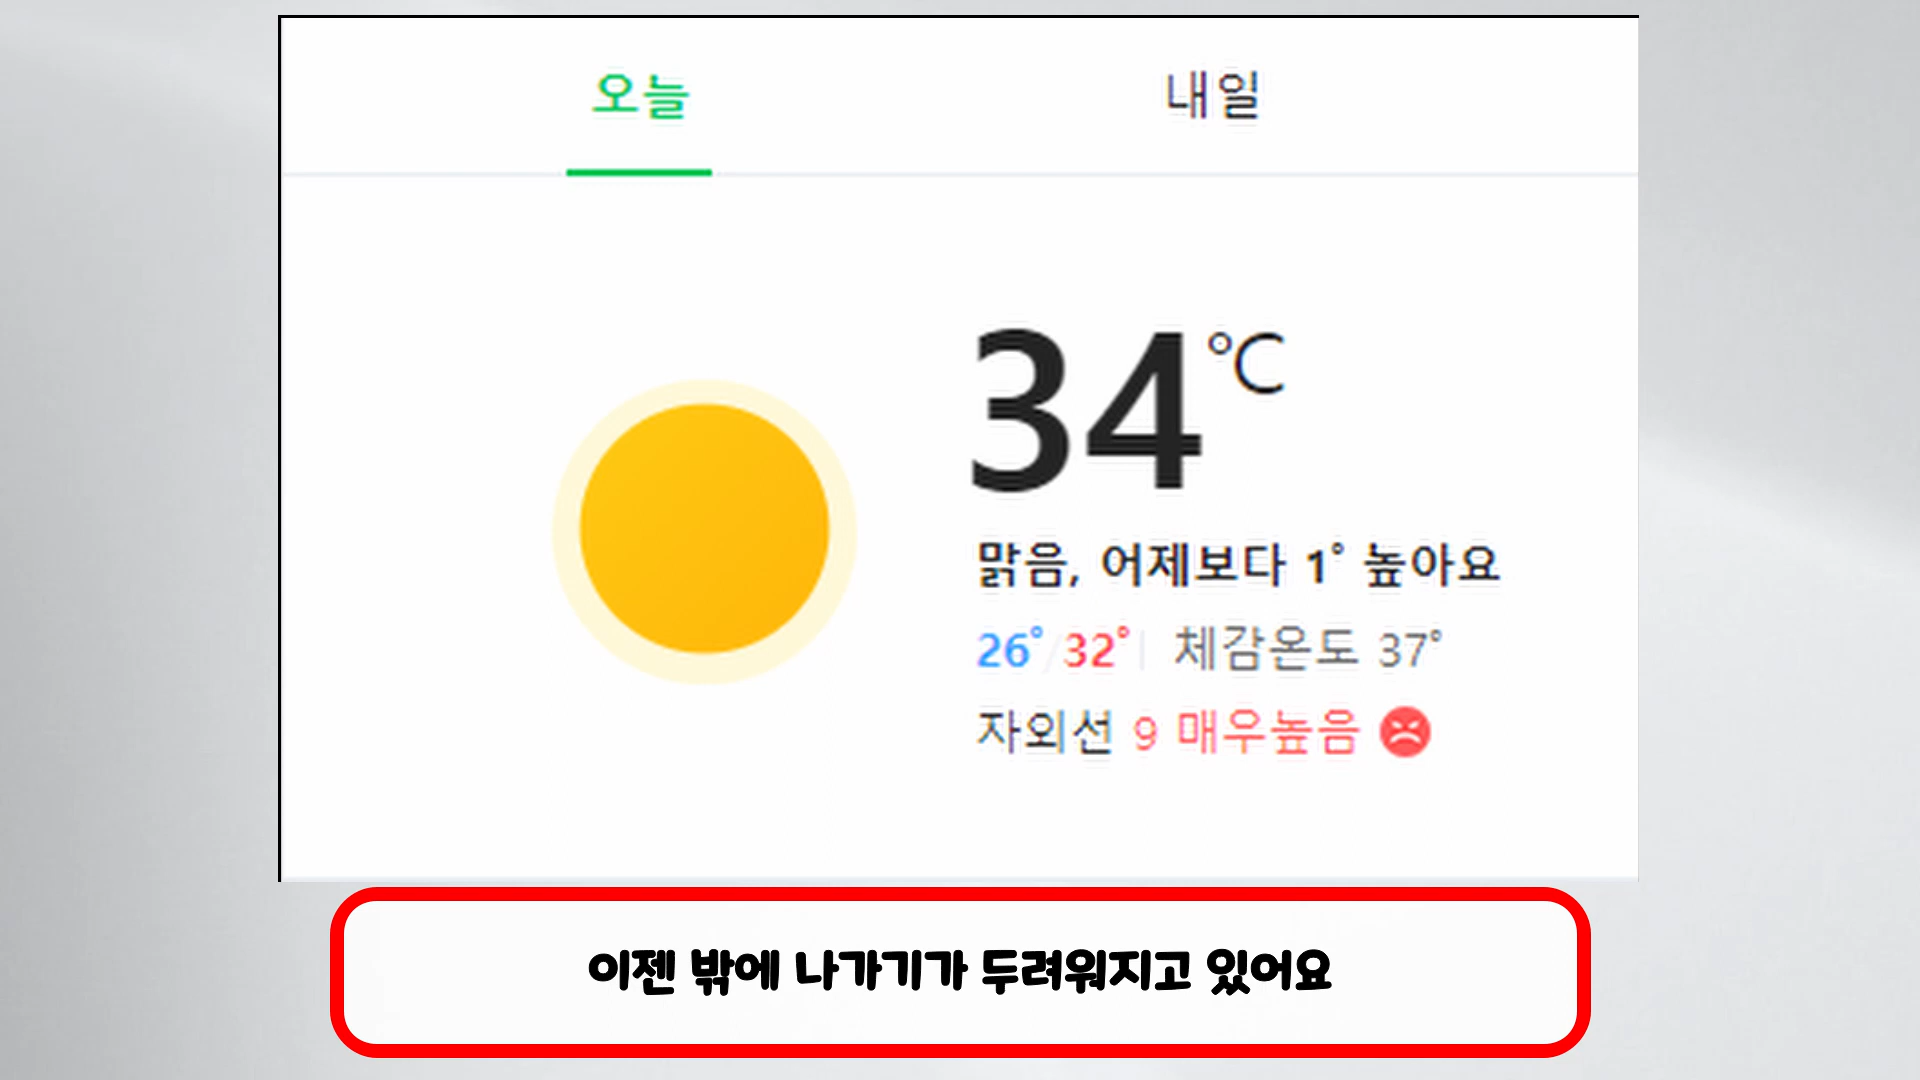 오늘 내일
34°C
맑음, 어제보다 1° 높아요
26°/32° | 체감온도 37°
자외선 9 매우높음
이젠 밖에 나가기가 두려워지고 있어요